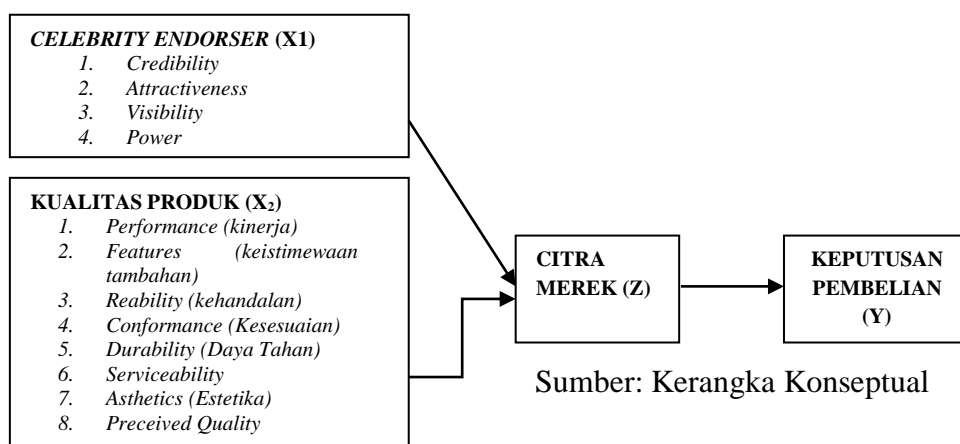 CELEBRITY ENDORSER (X1)
1. Credibility
2. Attractiveness
3. Visibility
4. Power
KUALITAS PRODUK (X₂)
1. Performance (kinerja)
2. Features (keistimewaan
tambahan)
3. Reability (kehandalan)
4. Conformance (Kesesuaian)
5. Durability (Daya Tahan)
6. Serviceability
7. Asthetics (Estetika)
8. Preceived Quality
CITRA
MEREK (Z)
KEPUTUSAN
PEMBELIAN
(Y)
Sumber: Kerangka Konseptual